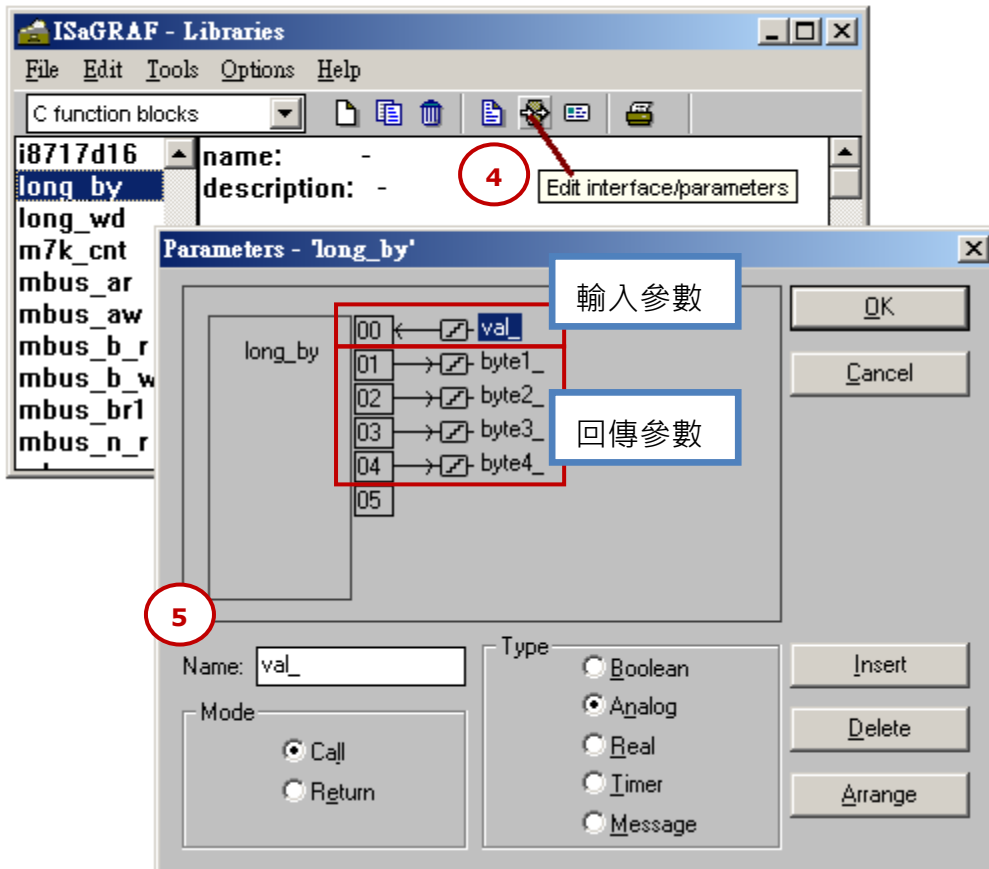 ISaGRAF - Libraries
File Edit Tools Options Help
C function blocks
i8717d16
long_by
long_wd
m7k_cnt
mbus_ar
mbus_aw
mbus_b_r
mbus_b_w
mbus_br1
mbus_n_r
name: -
description: -
4
Edit interface/parameters
Parameters - 'long_by'
long_by
00 val_
01 byte1_
02 byte2_
03 byte3_
04 byte4_
05
輸入參數
回傳參數
OK
Cancel
5
Name: val_
Mode
Call
Return
Type
Boolean
Analog
Real
Timer
Message
Insert
Delete
Arrange